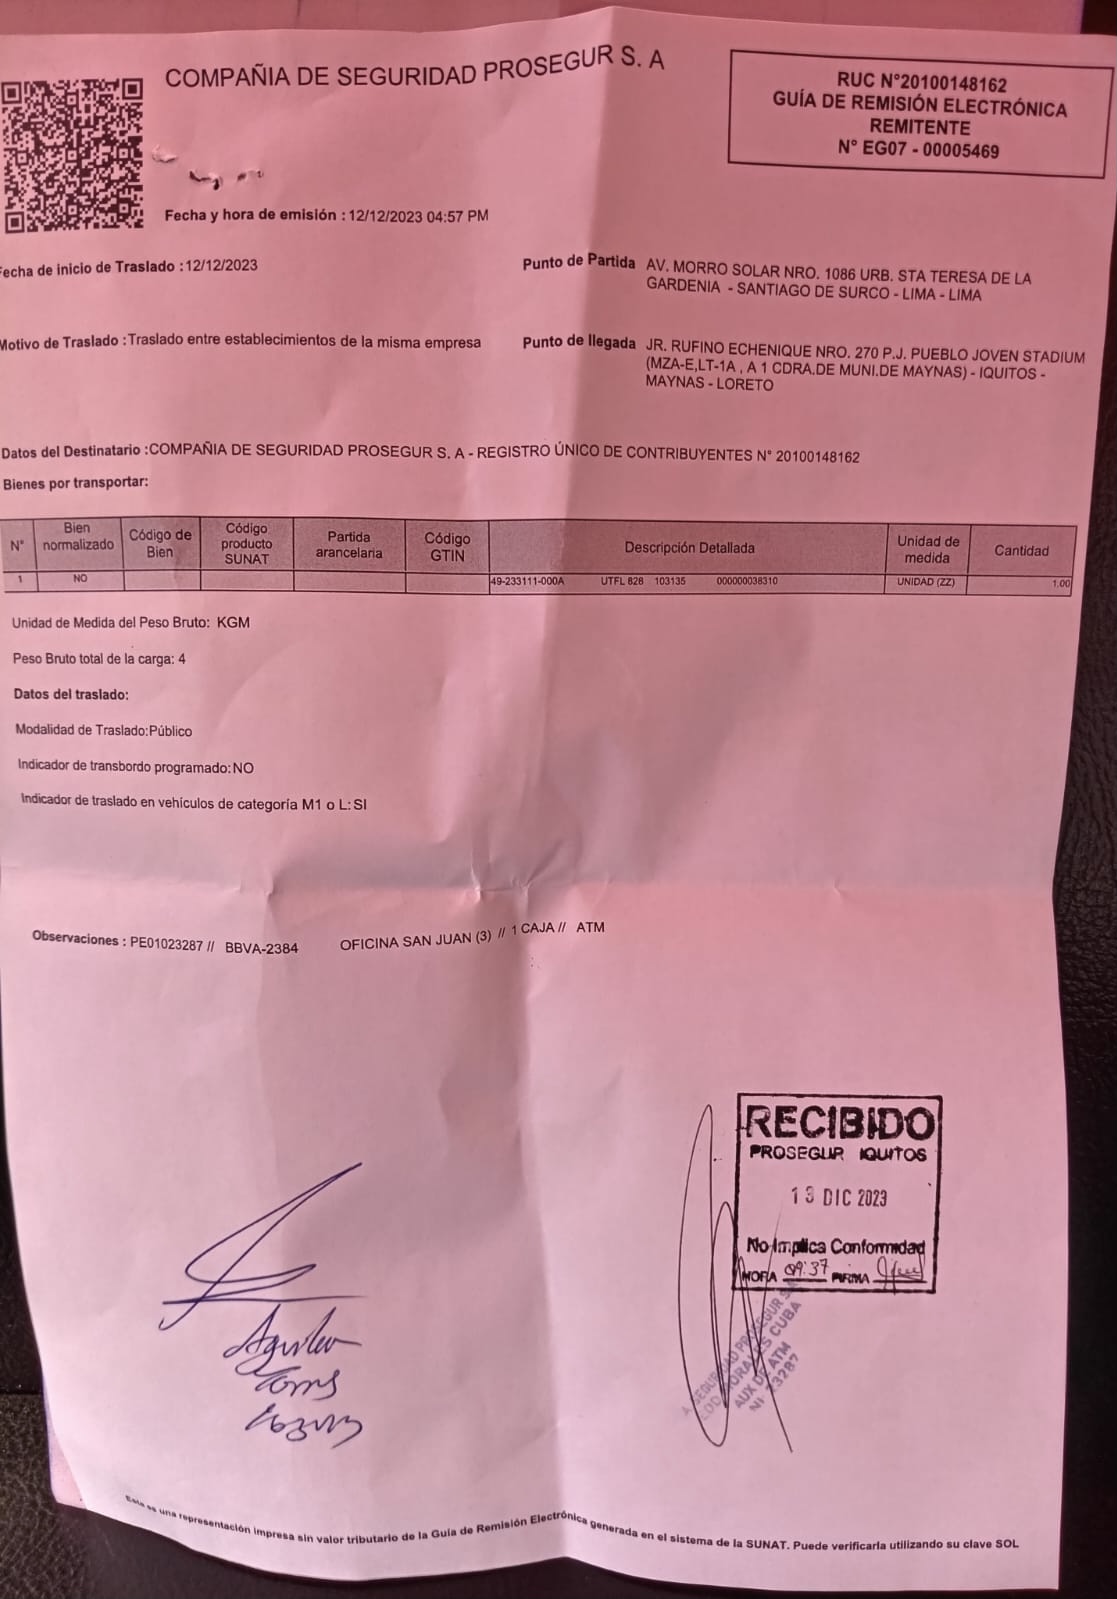 COMPAÑIA DE SEGURIDAD PROSEGUR S. A
RUC N°20100148162
GUÍA DE REMISIÓN ELECTRÓNICA
REMITENTE
N° EG07 - 00005469
Fecha y hora de emisión : 12/12/2023 04:57 PM
Fecha de inicio de Traslado : 12/12/2023
Punto de Partida AV. MORRO SOLAR NRO. 1086 URB. STA TERESA DE LA
GARDENIA - SANTIAGO DE SURCO - LIMA - LIMA
Motivo de Traslado : Traslado entre establecimientos de la misma empresa
Punto de llegada JR. RUFINO ECHENIQUE NRO. 270 P.J. PUEBLO JOVEN STADIUM
(MZA-E,LT-1A , A 1 CDRA.DE MUNI.DE MAYNAS) - IQUITOS -
MAYNAS - LORETO
Datos del Destinatario :COMPAÑIA DE SEGURIDAD PROSEGUR S. A - REGISTRO ÚNICO DE CONTRIBUYENTES N° 20100148162
Bienes por transportar:
N° Bien normalizado Código de Bien Código producto SUNAT Partida arancelaria Código GTIN Descripción Detallada Unidad de medida Cantidad
1 NO 49-233111-000A UTFL 828 103135 000000038310 UNIDAD (ZZ) 1.00
Unidad de Medida del Peso Bruto: KGM
Peso Bruto total de la carga: 4
Datos del traslado:
Modalidad de Traslado:Público
Indicador de transbordo programado:NO
Indicador de traslado en vehículos de categoría M1 o L:SI
Observaciones : PE01023287 // BBVA-2384 OFICINA SAN JUAN (3) // 1 CAJA // ATM
RECIBIDO
PROSEGUR IQUITOS
13 DIC 2023
No Implica Conformidad
HORA 09:37 FIRMA
SEGURIDAD PROSEGUR S.A
MORALES CUBA
AUX DE ATM
Aguilar
Este es una representación impresa sin valor tributario de la Guía de Remisión Electrónica generada en el sistema de la SUNAT. Puede verificarla utilizando su clave SOL